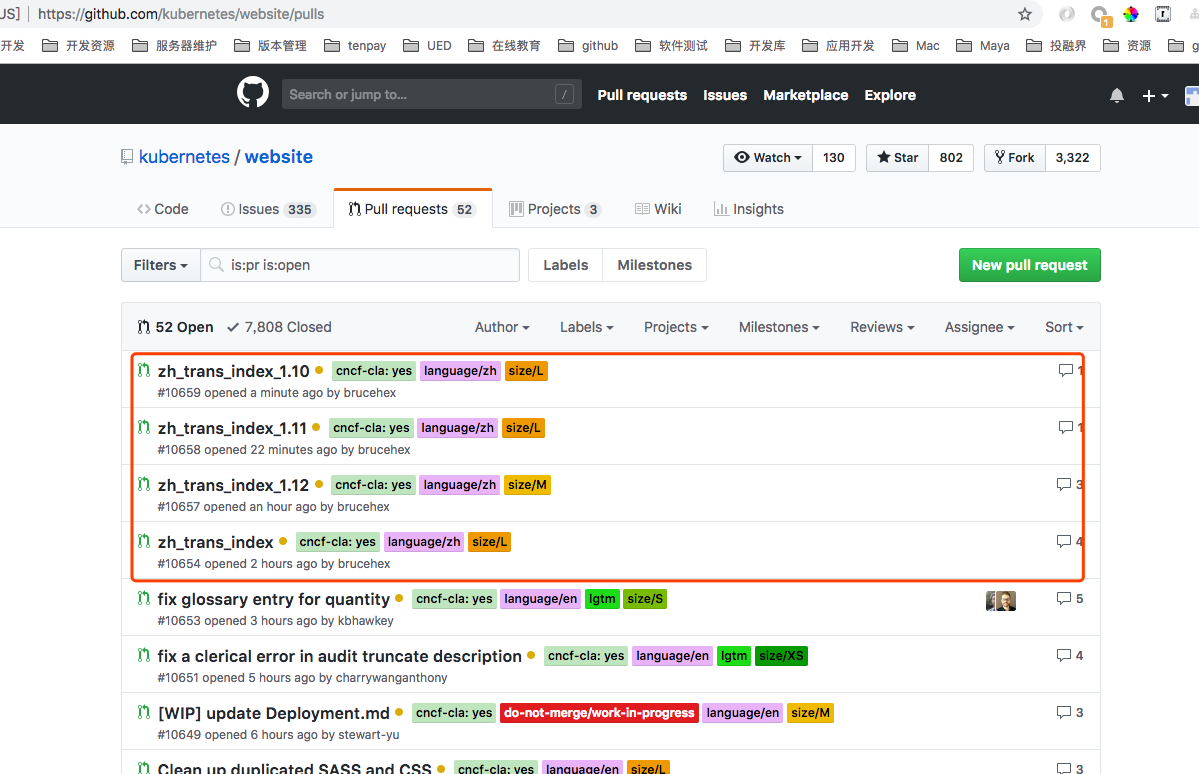 US] https://github.com/kubernetes/website/pulls
1
开发 开发资源 服务器维护 版本管理 tenpay UED 在线教育 github 软件测试 开发库 应用开发 Mac Maya 投融界 资源 g
Search or jump to... / Pull requests Issues Marketplace Explore
kubernetes / website Watch 130 Star 802 Fork 3,322
Code Issues 335 Pull requests 52 Projects 3 Wiki Insights
Filters is:pr is:open Labels Milestones New pull request
52 Open 7,808 Closed Author Labels Projects Milestones Reviews Assignee Sort
zh_trans_index_1.10 cncf-cla: yes language/zh size/L 1
#10659 opened a minute ago by brucehex
zh_trans_index_1.11 cncf-cla: yes language/zh size/L 1
#10658 opened 22 minutes ago by brucehex
zh_trans_index_1.12 cncf-cla: yes language/zh size/M 3
#10657 opened an hour ago by brucehex
zh_trans_index cncf-cla: yes language/zh size/L 4
#10654 opened 2 hours ago by brucehex
fix glossary entry for quantity cncf-cla: yes language/en lgtm size/S 5
#10653 opened 3 hours ago by kbhawkey
fix a clerical error in audit truncate description cncf-cla: yes language/en lgtm size/XS 4
#10651 opened 5 hours ago by charrywanganthony
[WIP] update Deployment.md cncf-cla: yes do-not-merge/work-in-progress language/en size/M 3
#10649 opened 6 hours ago by stewart-yu
Clean up duplicated SASS and CSS cncf-cla: yes language/en size/L 3